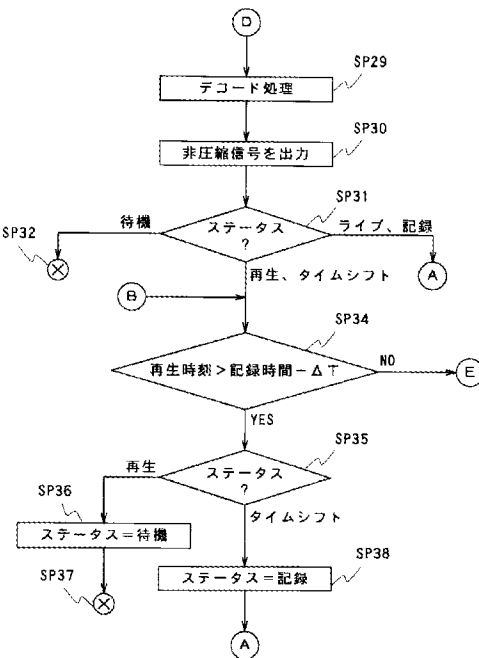 D
SP29
デコード処理
SP30
非圧縮信号を出力
SP31
ステータス
?
待機
SP32
X
ライブ、記録
A
再生、タイムシフト
B
SP34
再生時刻>記録時間-ΔT
NO
E
YES
SP35
ステータス
?
再生
SP36
ステータス=待機
SP37
X
タイムシフト
SP38
ステータス=記録
A